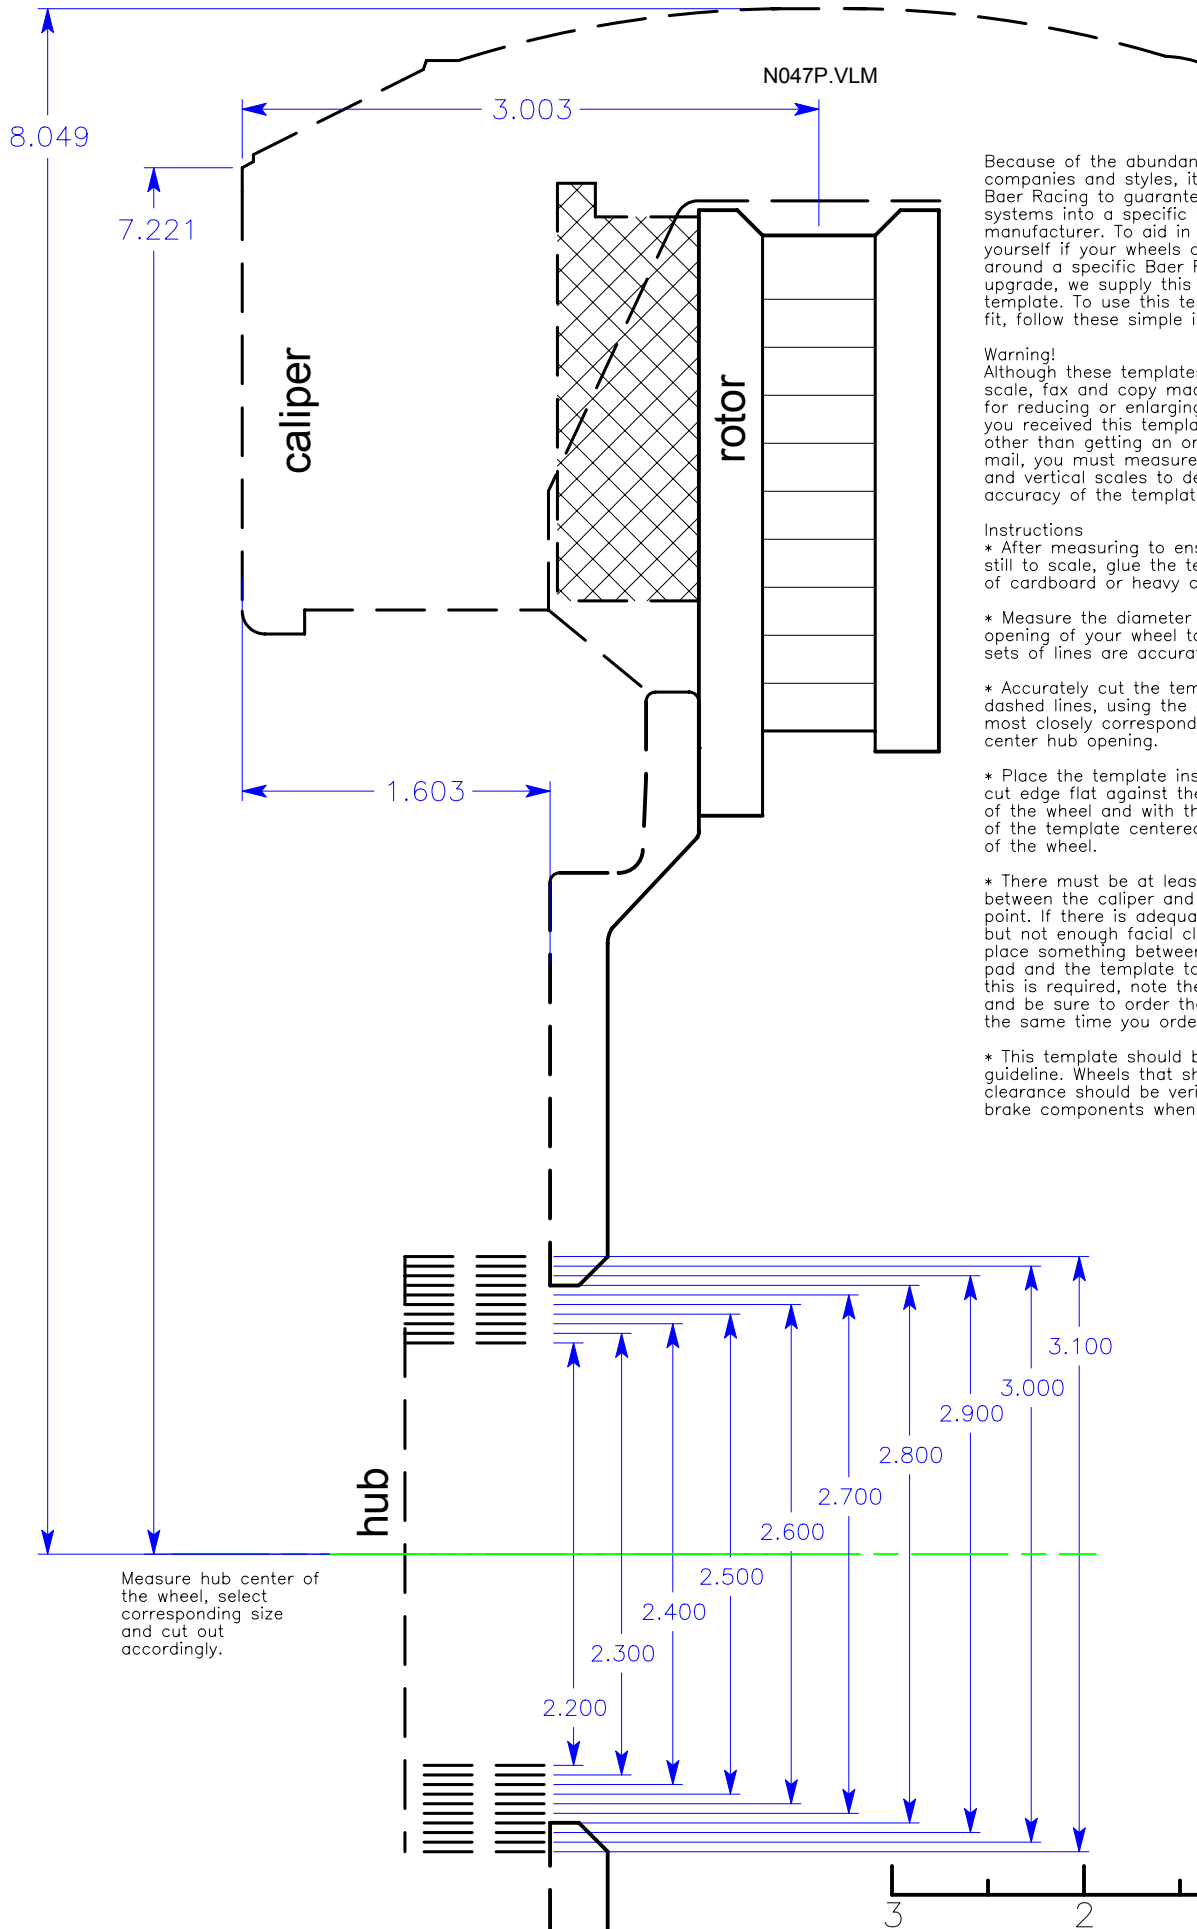 N047P.VLM
3.003
8.049
7.221
caliper
rotor
1.603
Because of the abundan
companies and styles, it
Baer Racing to guarante
systems into a specific
manufacturer. To aid in
yourself if your wheels
around a specific Baer
upgrade, we supply this
template. To use this te
fit, follow these simple i
Warning!
Although these templates
scale, fax and copy mac
for reducing or enlarging
you received this templa
other than getting an or
mail, you must measure
and vertical scales to de
accuracy of the templat
Instructions
* After measuring to ens
still to scale, glue the te
of cardboard or heavy c
* Measure the diameter
opening of your wheel to
sets of lines are accurat
* Accurately cut the tem
dashed lines, using the
most closely correspond
center hub opening.
* Place the template ins
cut edge flat against the
of the wheel and with th
of the template centered
of the wheel.
* There must be at leas
between the caliper and
point. If there is adequa
but not enough facial cl
place something between
pad and the template to
this is required, note the
and be sure to order the
the same time you orde
* This template should b
guideline. Wheels that sh
clearance should be veri
brake components when
3.100
3.000
2.900
2.800
2.700
2.600
2.500
2.400
2.300
2.200
hub
Measure hub center of
the wheel, select
corresponding size
and cut out
accordingly.
3 2